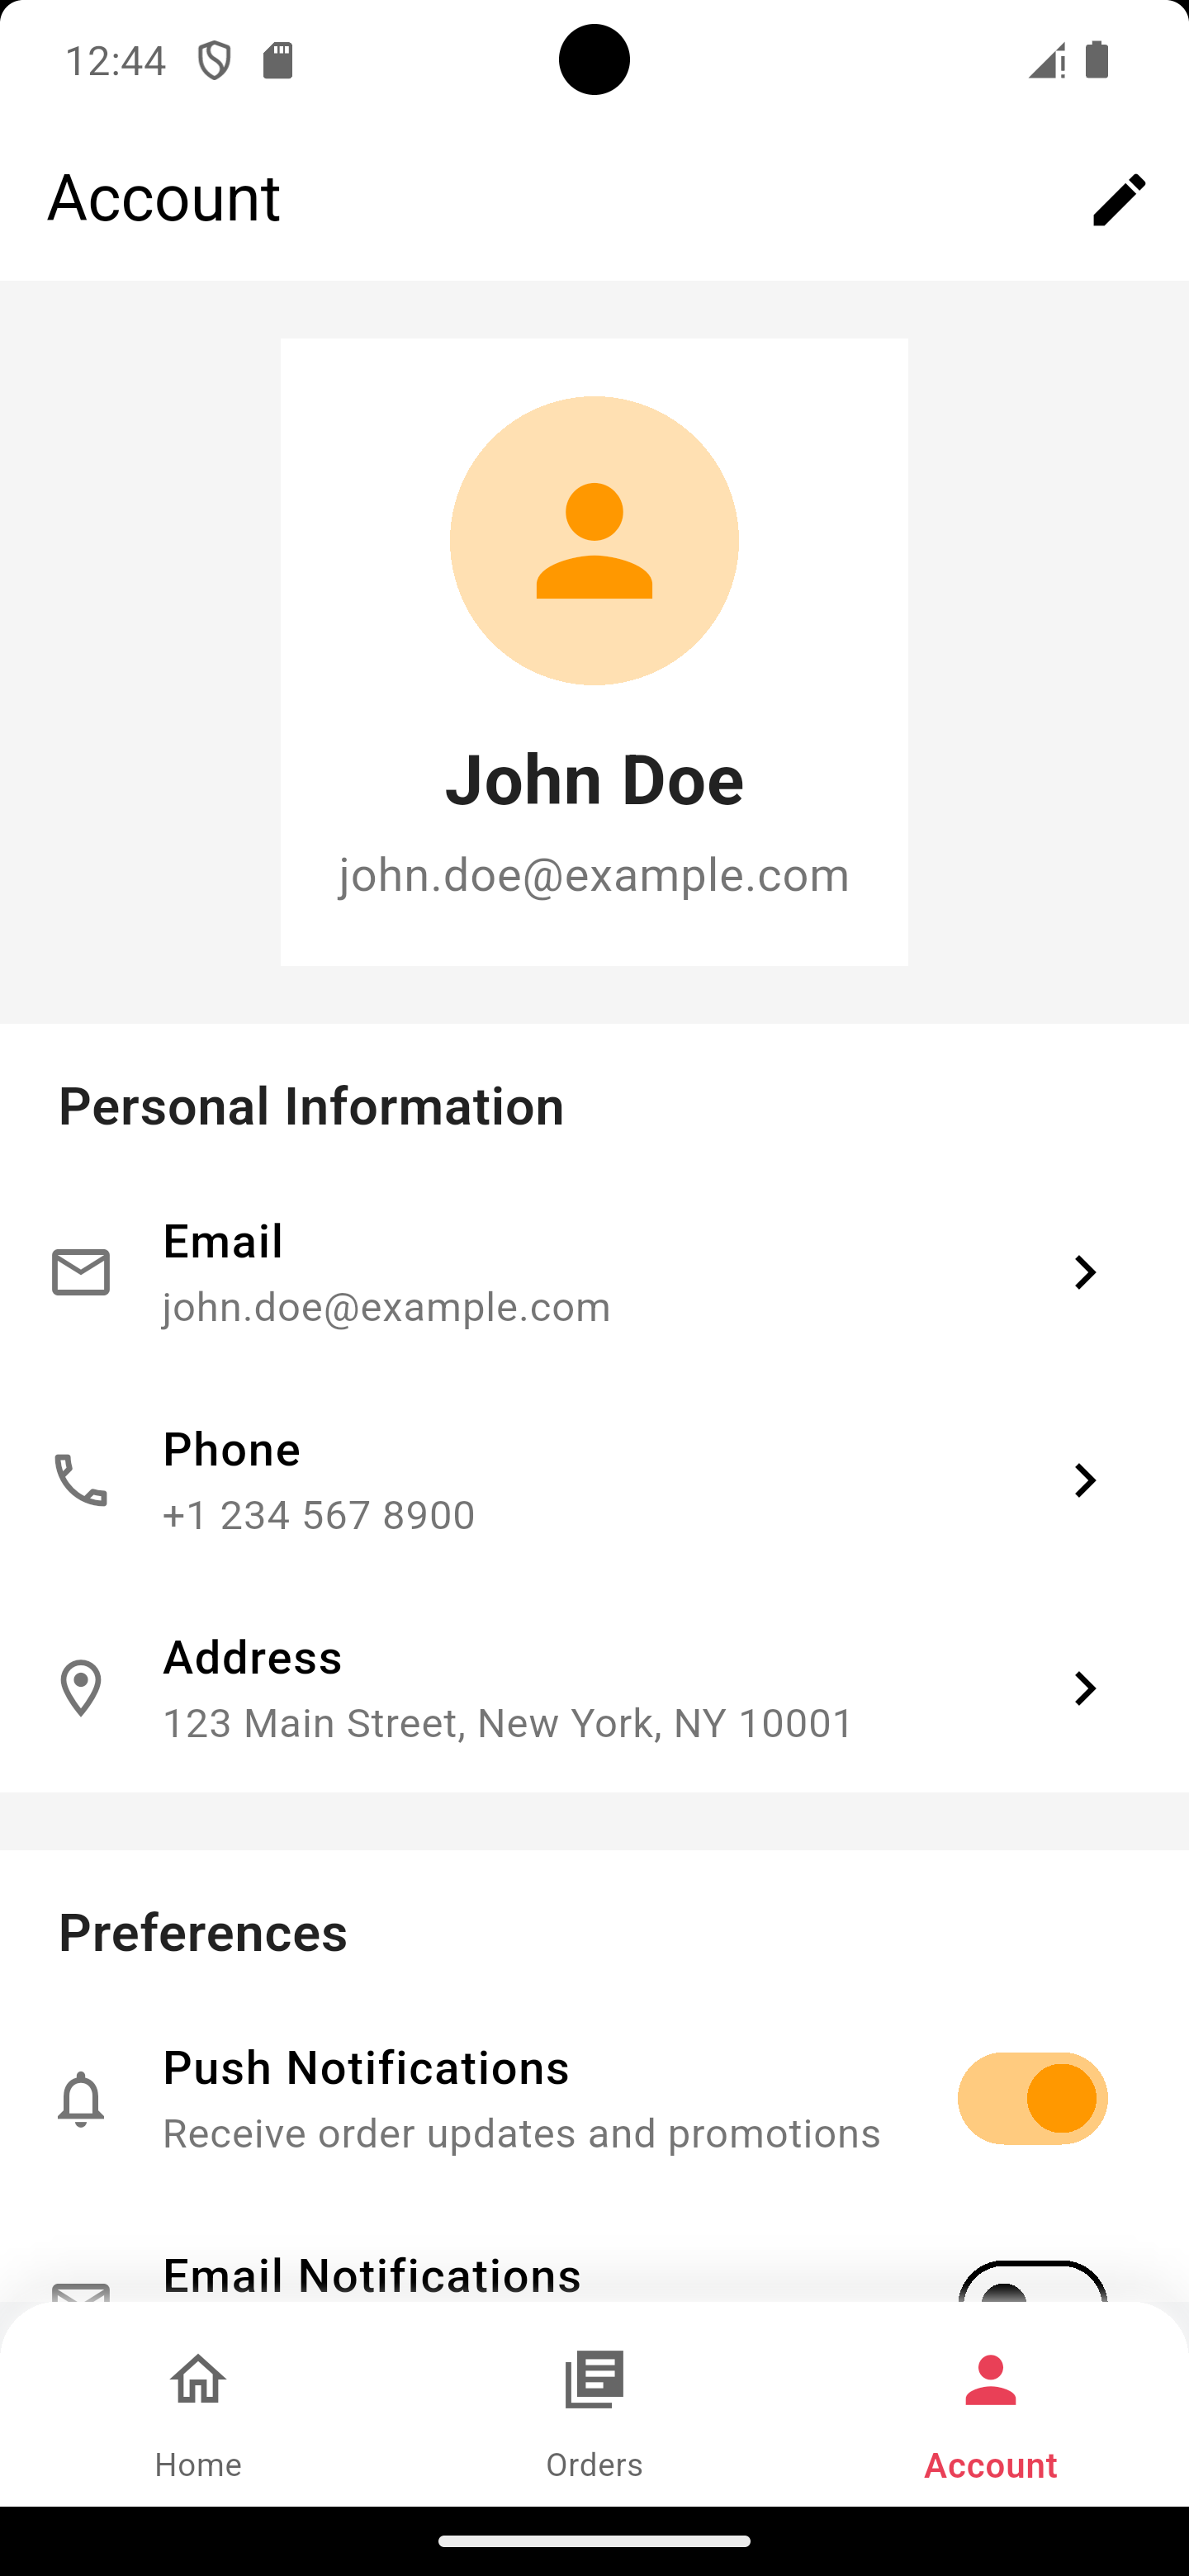 12:44
Account
John Doe
john.doe@example.com
Personal Information
Email
john.doe@example.com
Phone
+1 234 567 8900
Address
123 Main Street, New York, NY 10001
Preferences
Push Notifications
Receive order updates and promotions
Email Notifications
Home
Orders
Account